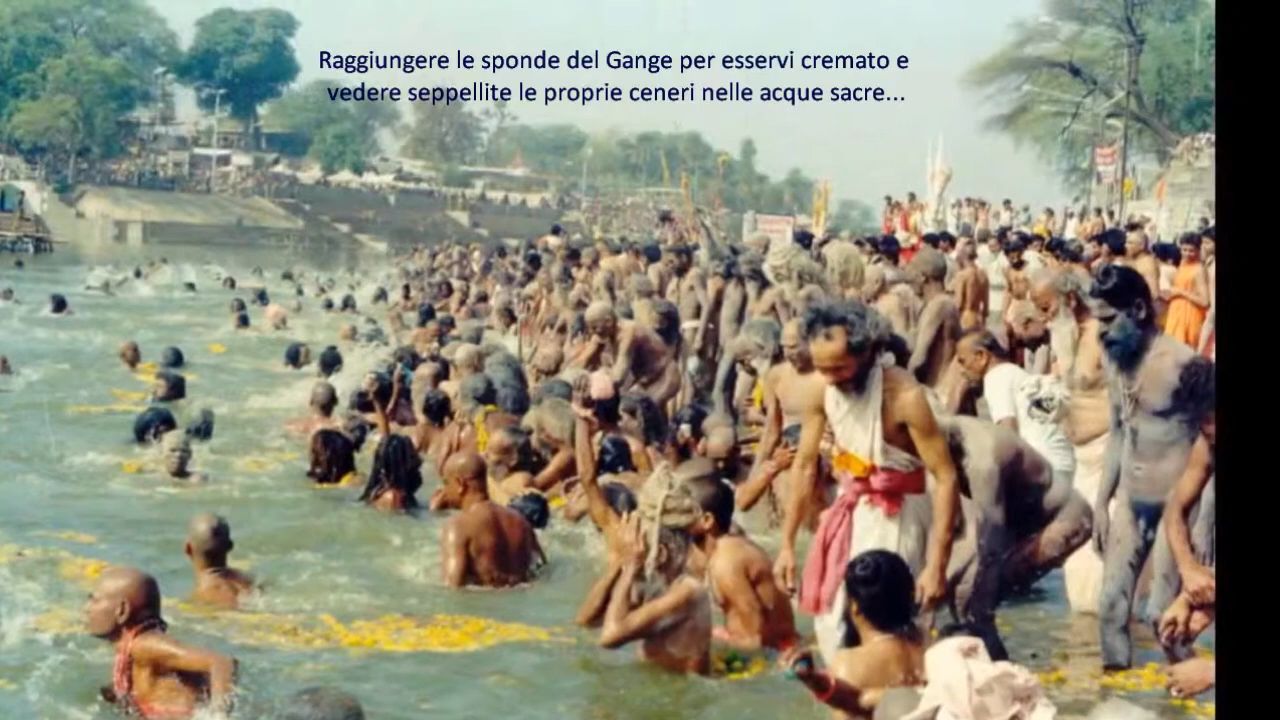 Raggiungere le sponde del Gange per esservi cremato e
vedere seppellite le proprie ceneri nelle acque sacre...